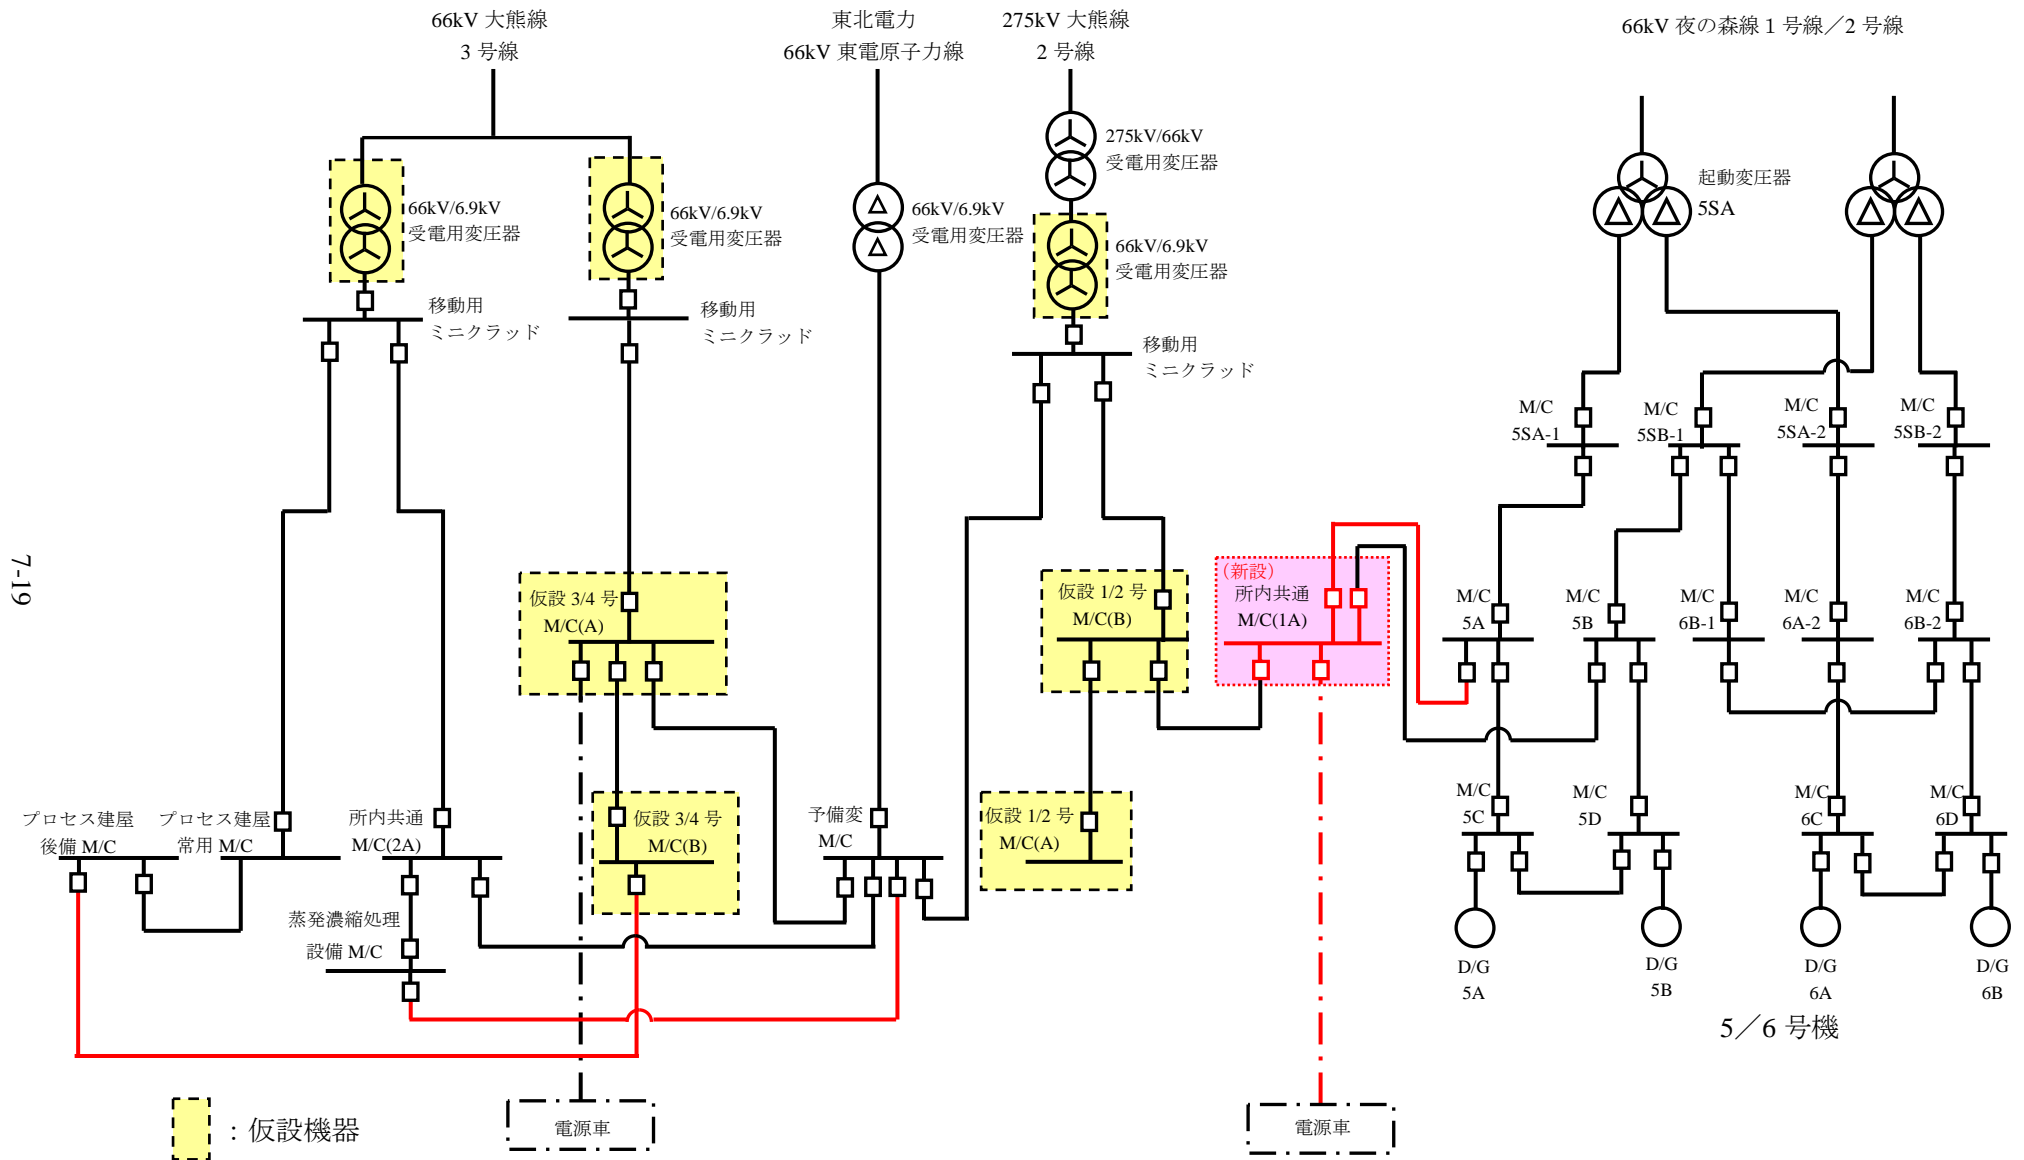 66kV 大熊線
3 号線
東北電力
66kV 東電原子力線
275kV 大熊線
2 号線
66kV 夜の森線 1 号線／2 号線
66kV/6.9kV
受電用変圧器
66kV/6.9kV
受電用変圧器
66kV/6.9kV
受電用変圧器
275kV/66kV
受電用変圧器
66kV/6.9kV
受電用変圧器
起動変圧器
5SA
移動用
ミニクラッド
移動用
ミニクラッド
移動用
ミニクラッド
M/C
5SA-1
M/C
5SB-1
M/C
5SA-2
M/C
5SB-2
7-19
仮設 3/4 号
M/C(A)
仮設 1/2 号
M/C(B)
(新設)
所内共通
M/C(1A)
M/C
5A
M/C
5B
M/C
6B-1
M/C
6A-2
M/C
6B-2
プロセス建屋
後備 M/C
プロセス建屋
常用 M/C
所内共通
M/C(2A)
仮設 3/4 号
M/C(B)
予備変
M/C
仮設 1/2 号
M/C(A)
M/C
5C
M/C
5D
M/C
6C
M/C
6D
蒸発濃縮処理
設備 M/C
D/G
5A
D/G
5B
D/G
6A
D/G
6B
5／6 号機
：仮設機器
電源車
電源車